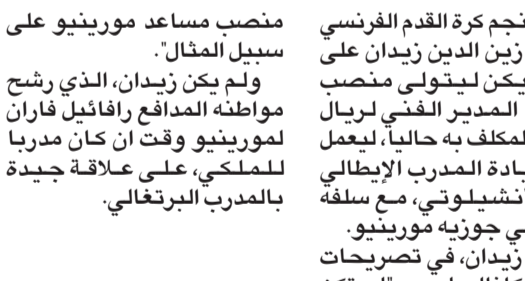 نجم كرة القدم الفرنسي
زين الدين زيدان على
يكن ليتولى منصب
المدير الفني لريال
لمكلف به حاليا، ليعمل
يادة المدرب الإيطالي
نشيلوتي، مع سلفه
ي جوزيه مورينيو.
زيدان، في تصريحات
منصب مساعد مورينيو على
سبيل المثال".
ولم يكن زيدان، الذي رشح
مواطنه المدافع رافائيل فاران
لمورينيو وقت ان كان مدربا
للملكي، على علاقة جيدة
بالمدرب البرتغالي.